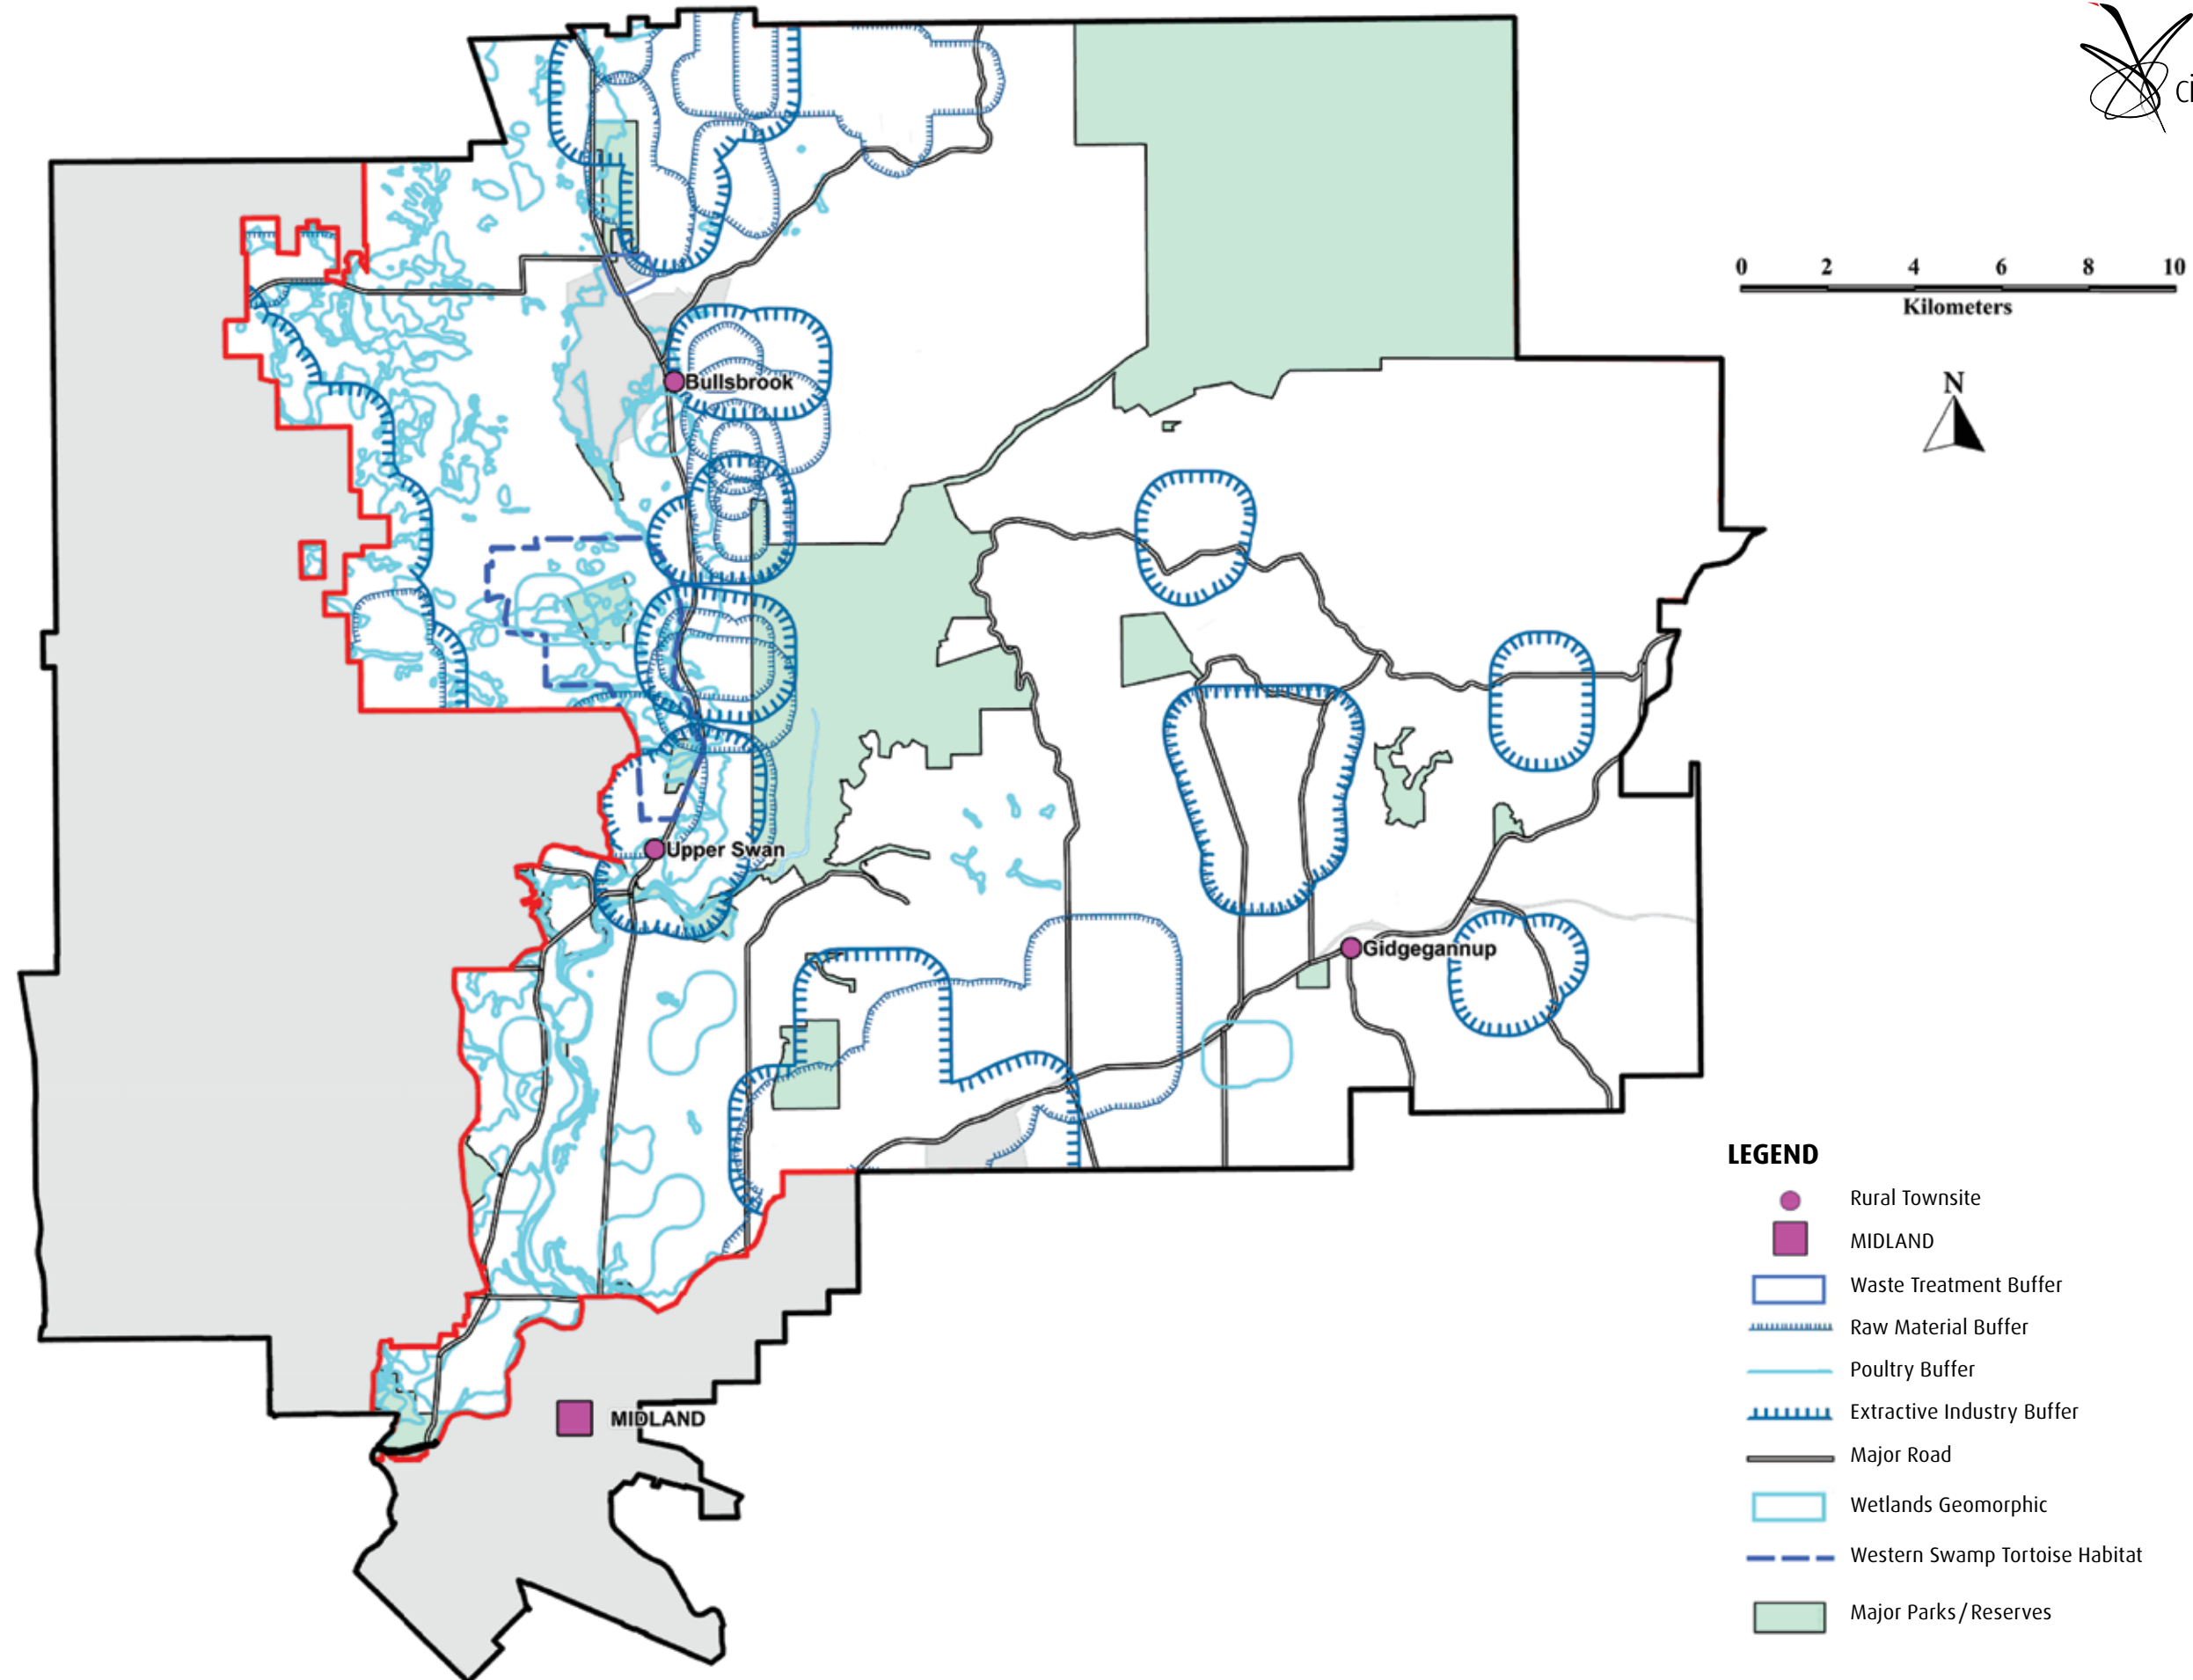 ci
0 2 4 6 8 10
Kilometers
N
Bullsbrook
Upper Swan
Gidgegannup
MIDLAND
LEGEND
Rural Townsite
MIDLAND
Waste Treatment Buffer
Raw Material Buffer
Poultry Buffer
Extractive Industry Buffer
Major Road
Wetlands Geomorphic
Western Swamp Tortoise Habitat
Major Parks/Reserves